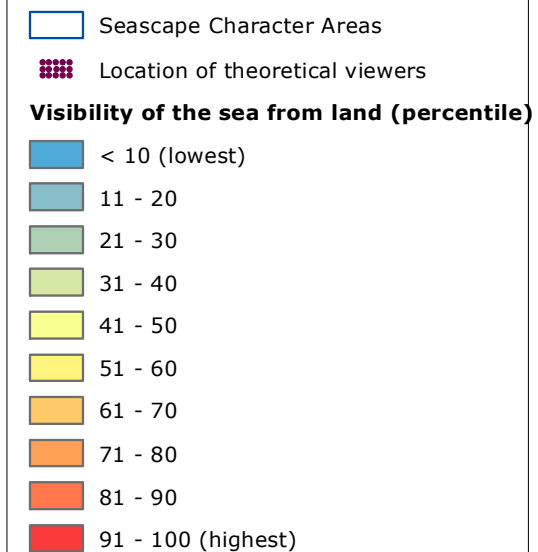 Seascape Character Areas
Location of theoretical viewers
Visibility of the sea from land (percentile)
< 10 (lowest)
11 - 20
21 - 30
31 - 40
41 - 50
51 - 60
61 - 70
71 - 80
81 - 90
91 - 100 (highest)